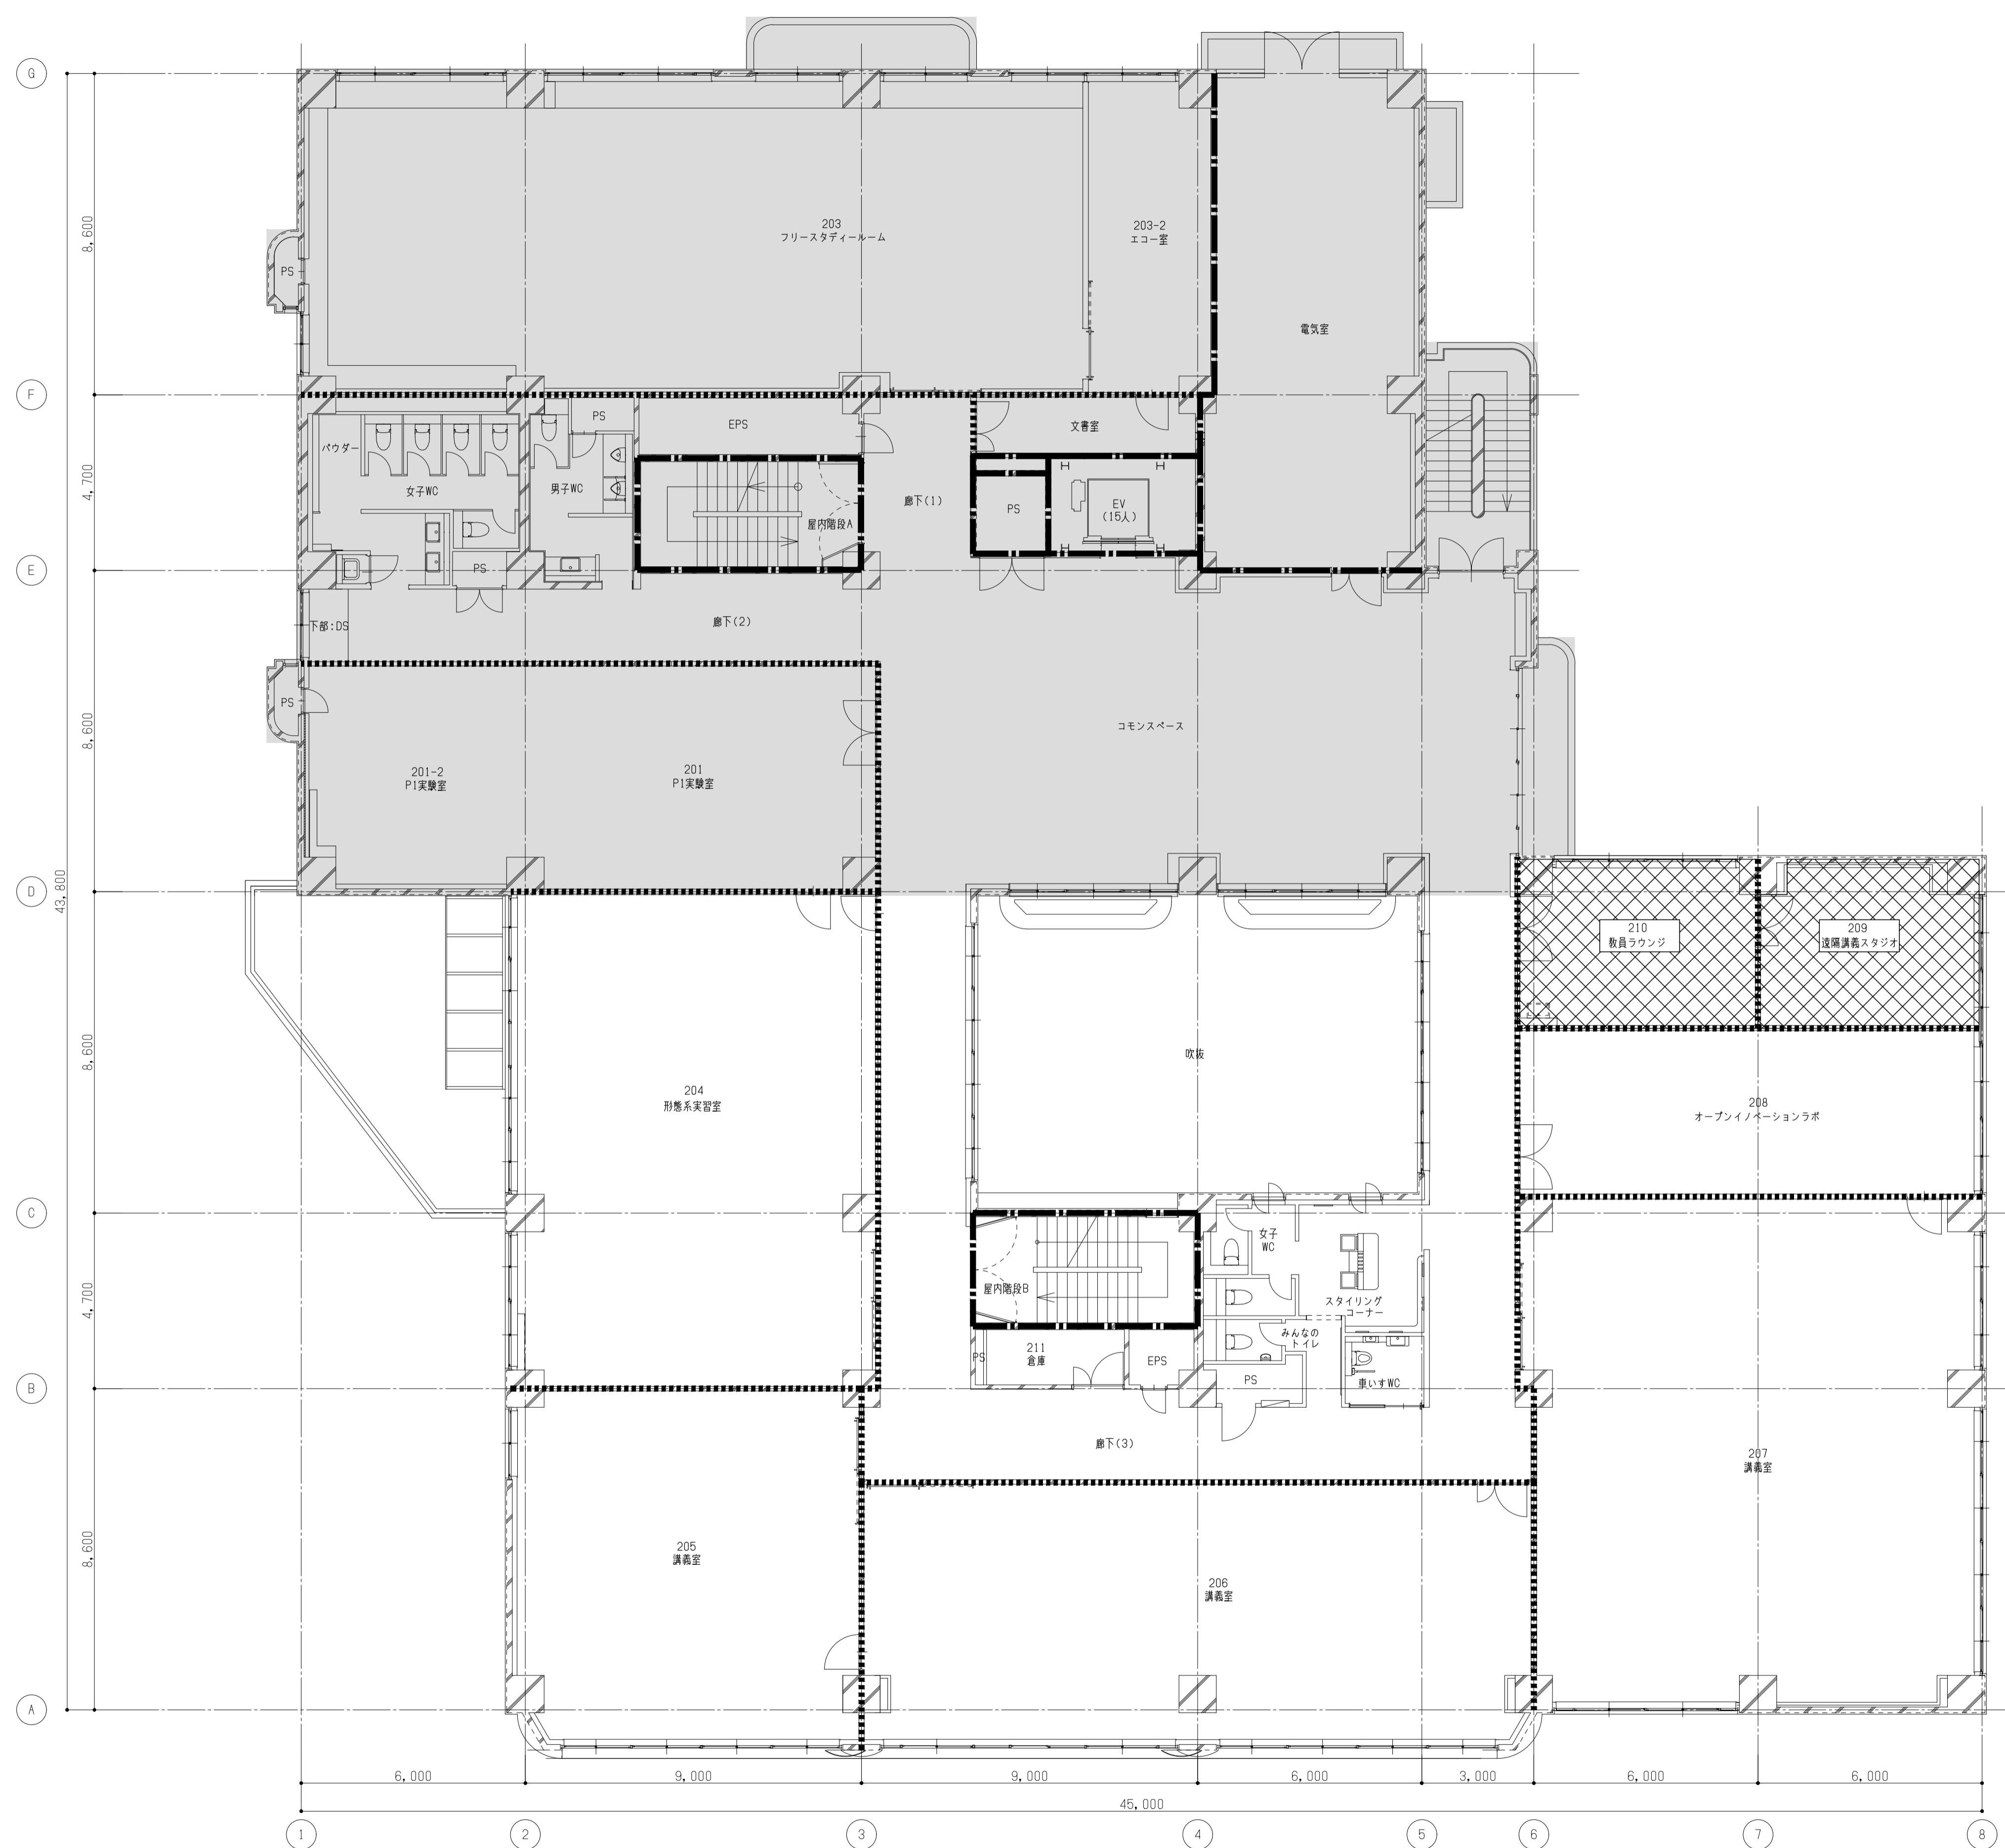 G
8,600
203
フリースタディールーム
203-2
エコー室
PS
電気室
F
PS
EPS
文書室
パウダー
女子WC
男子WC
4,700
廊下(1)
屋内階段A
PS
EV
(15人)
PS
E
下部:DS
廊下(2)
PS
8,600
コモンスペース
201-2
P1実験室
201
P1実験室
D
43,800
210
教員ラウンジ
209
遠隔講義スタジオ
8,600
吹抜
204
形態系実習室
208
オープンイノベーションラボ
C
女子
WC
屋内階段B
4,700
スタイリング
コーナー
みんなの
トイレ
PS
211
倉庫
EPS
PS
車いすWC
B
廊下(3)
207
講義室
8,600
205
講義室
206
講義室
A
6,000
9,000
9,000
6,000
3,000
6,000
6,000
45,000
1
2
3
4
5
6
7
8